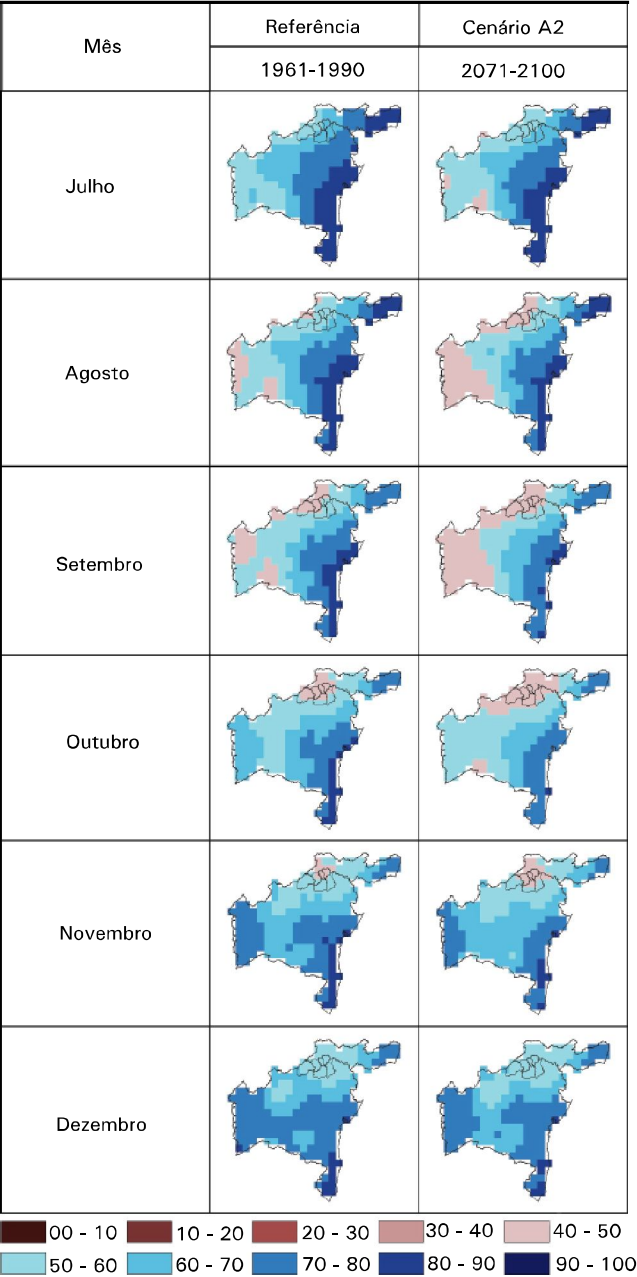 Mês
Referência
Cenário A2
1961-1990
2071-2100
Julho
Agosto
Setembro
Outubro
Novembro
Dezembro
00 - 10
10 - 20
20 - 30
30 - 40
40 - 50
50 - 60
60 - 70
70 - 80
80 - 90
90 - 100